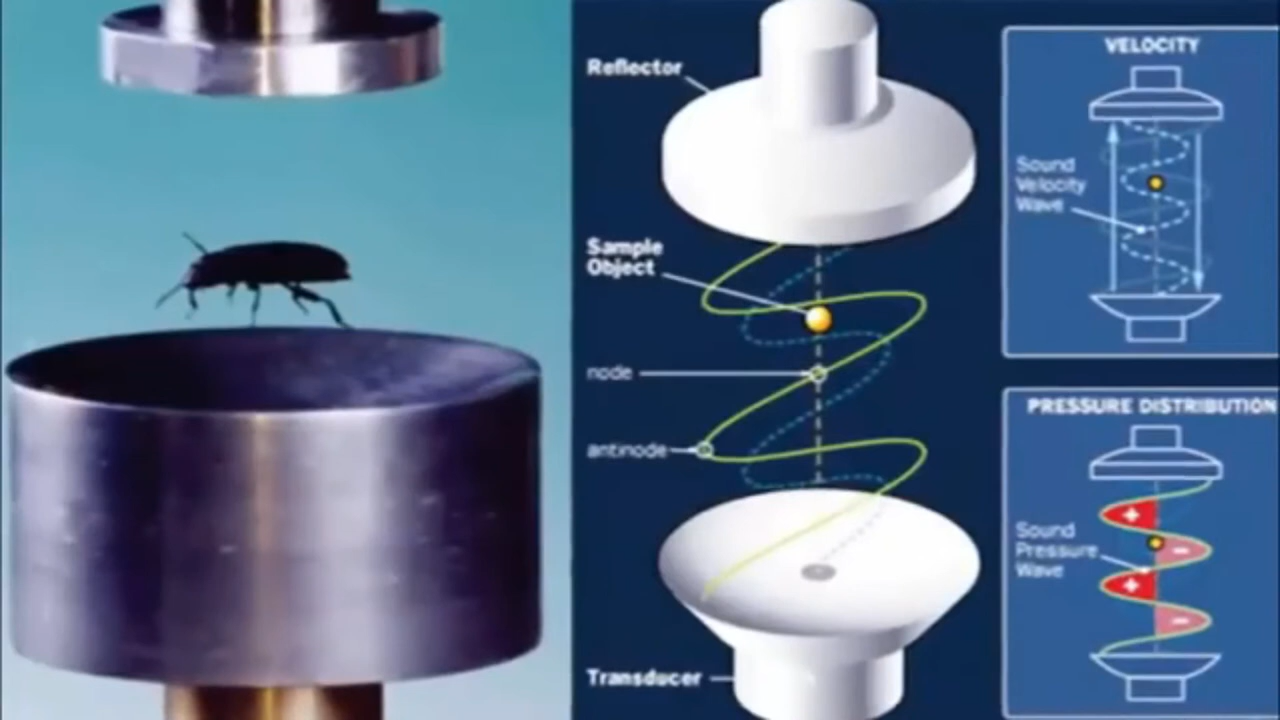 Reflector
Sample
Object
node
antinode
Transducer
VELOCITY
Sound
Velocity
Wave
PRESSURE DISTRIBUTION
+
-
Sound
Pressure
Wave
+
-